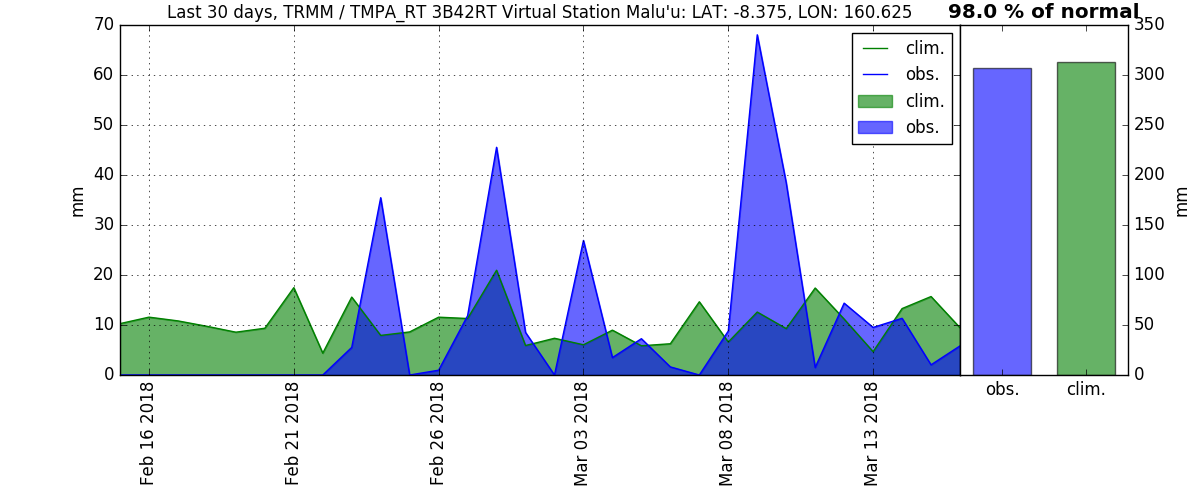 Last 30 days, TRMM / TMPA_RT 3B42RT Virtual Station Malu'u: LAT: -8.375, LON: 160.625
98.0 % of normal
70
60
50
40
30
20
10
0
mm
Feb 16 2018
Feb 21 2018
Feb 26 2018
Mar 03 2018
Mar 08 2018
Mar 13 2018
clim.
obs.
clim.
obs.
350
300
250
200
150
100
50
0
mm
obs.
clim.